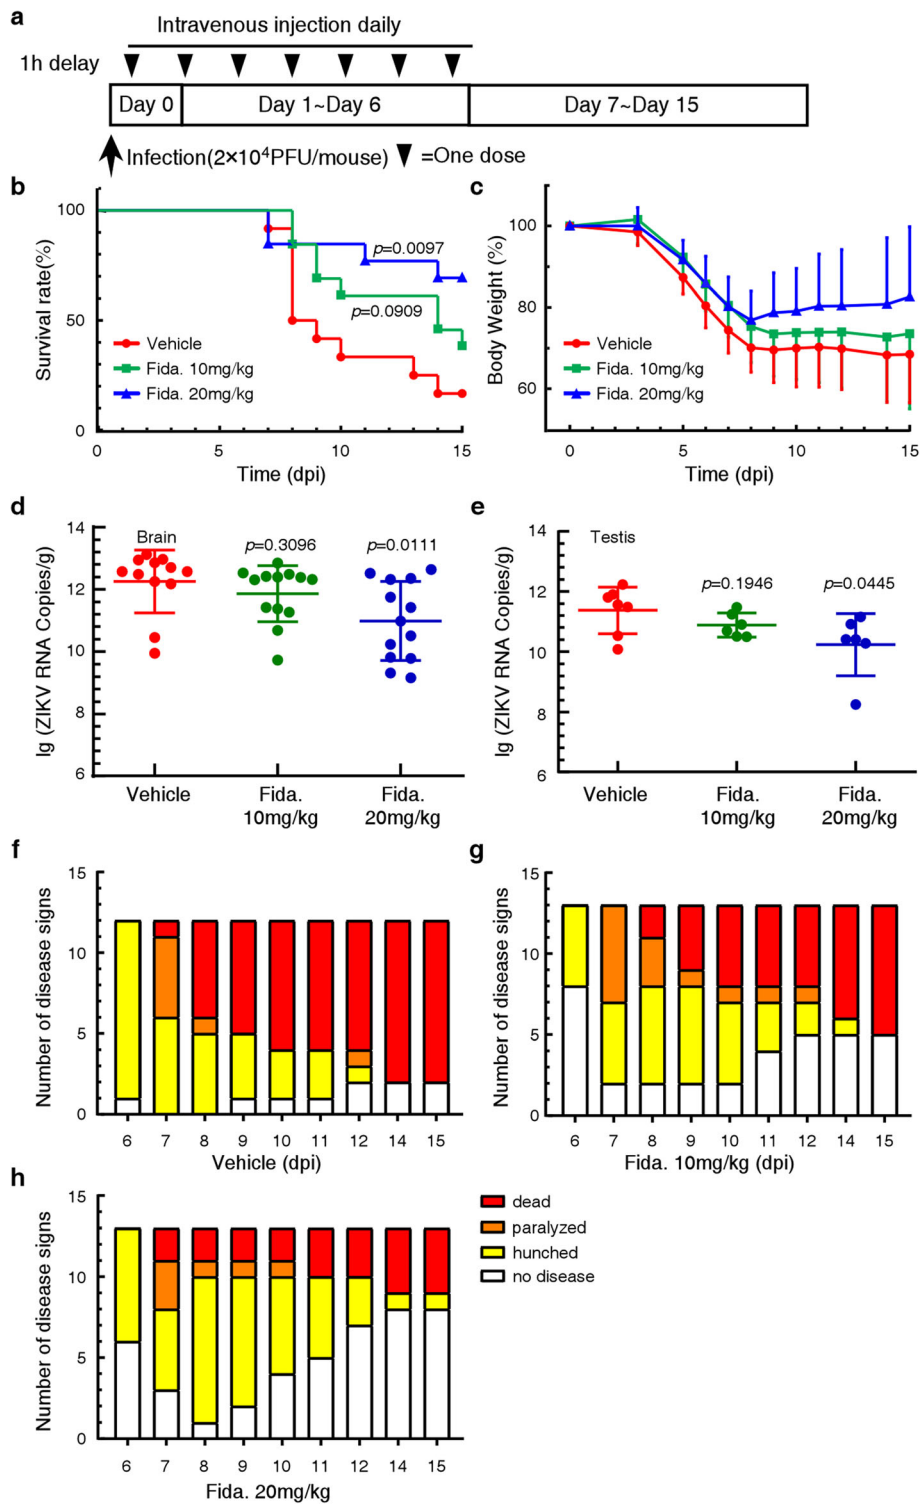 a
Intravenous injection daily
1h delay
Day 0
Day 1~Day 6
Day 7~Day 15
Infection(2×10⁴PFU/mouse)
=One dose
b
Survival rate(%)
100
50
0
p=0.0097
p=0.0909
Vehicle
Fida. 10mg/kg
Fida. 20mg/kg
0 5 10 15
Time (dpi)
c
Body Weight (%)
100
80
60
Vehicle
Fida. 10mg/kg
Fida. 20mg/kg
0 5 10 15
Time (dpi)
d
lg (ZIKV RNA Copies/g)
14
12
10
8
6
Brain
p=0.3096
p=0.0111
Vehicle Fida. Fida.
10mg/kg 20mg/kg
e
lg (ZIKV RNA Copies/g)
14
12
10
8
6
Testis
p=0.1946
p=0.0445
Vehicle Fida. Fida.
10mg/kg 20mg/kg
f
Number of disease signs
15
10
5
0
6 7 8 9 10 11 12 14 15
Vehicle (dpi)
g
Number of disease signs
15
10
5
0
6 7 8 9 10 11 12 14 15
Fida. 10mg/kg (dpi)
h
Number of disease signs
15
10
5
0
6 7 8 9 10 11 12 14 15
Fida. 20mg/kg
dead
paralyzed
hunched
no disease